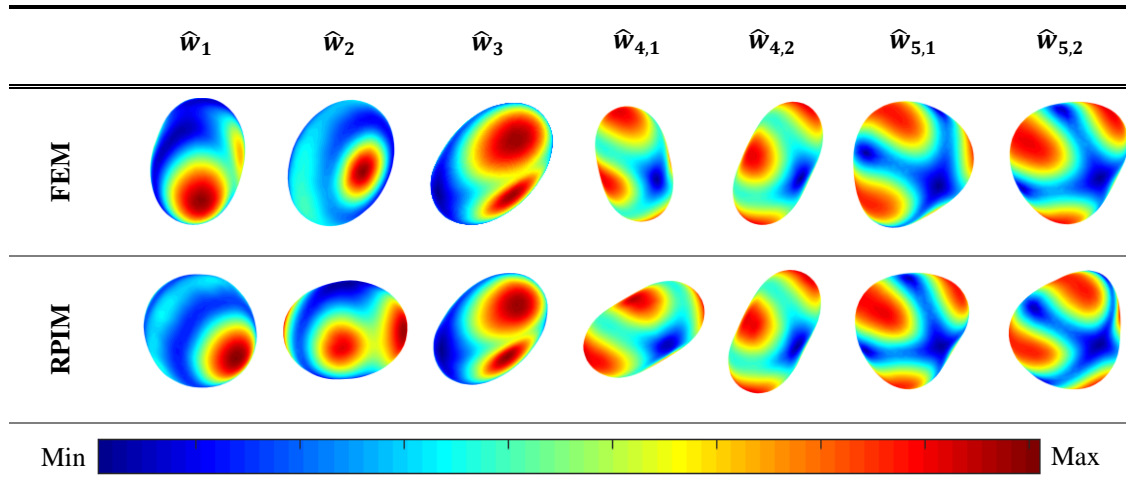 ŵ₁ ŵ₂ ŵ₃ ŵ₄,₁ ŵ₄,₂ ŵ₅,₁ ŵ₅,₂
FEM
RPIM
Min Max